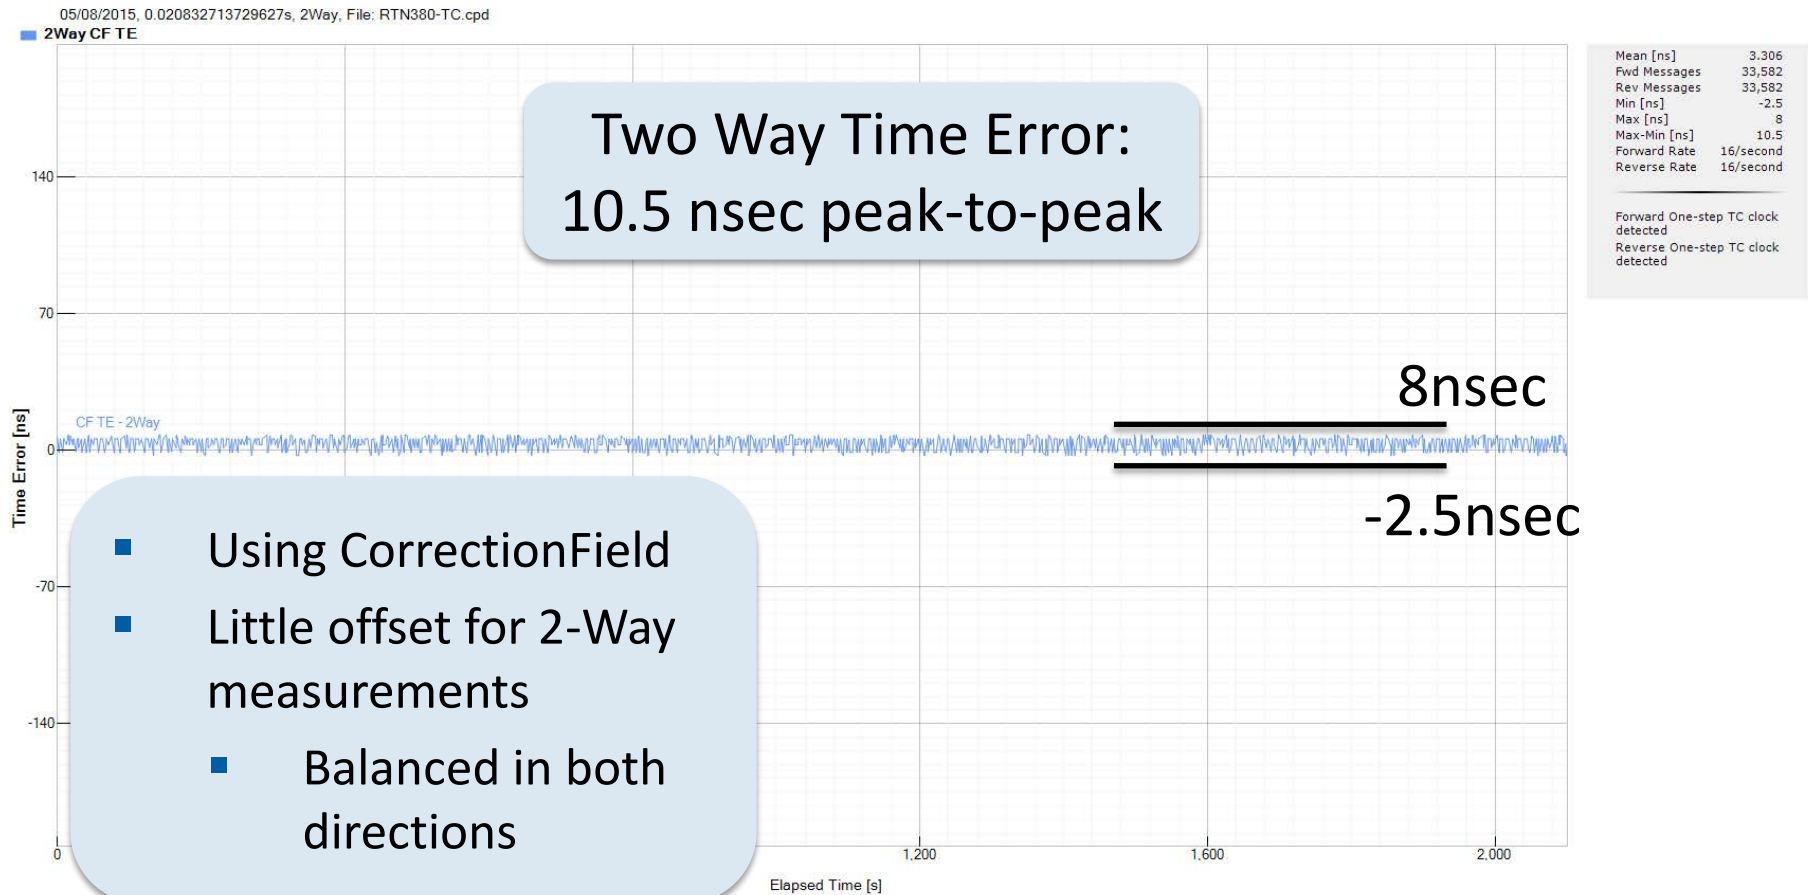 05/08/2015, 0.020832713729627s, 2Way, File: RTN380-TC.cpd
2Way CF TE
Two Way Time Error:
10.5 nsec peak-to-peak
Mean [ns] 3.306
Fwd Messages 33,582
Rev Messages 33,582
Min [ns] -2.5
Max [ns] 8
Max-Min [ns] 10.5
Forward Rate 16/second
Reverse Rate 16/second
Forward One-step TC clock
detected
Reverse One-step TC clock
detected
140
70
0
-70
-140
Time Error [ns]
CF TE - 2Way
8nsec
-2.5nsec
Using CorrectionField
Little offset for 2-Way
measurements
Balanced in both
directions
0
1,200
1,600
2,000
Elapsed Time [s]